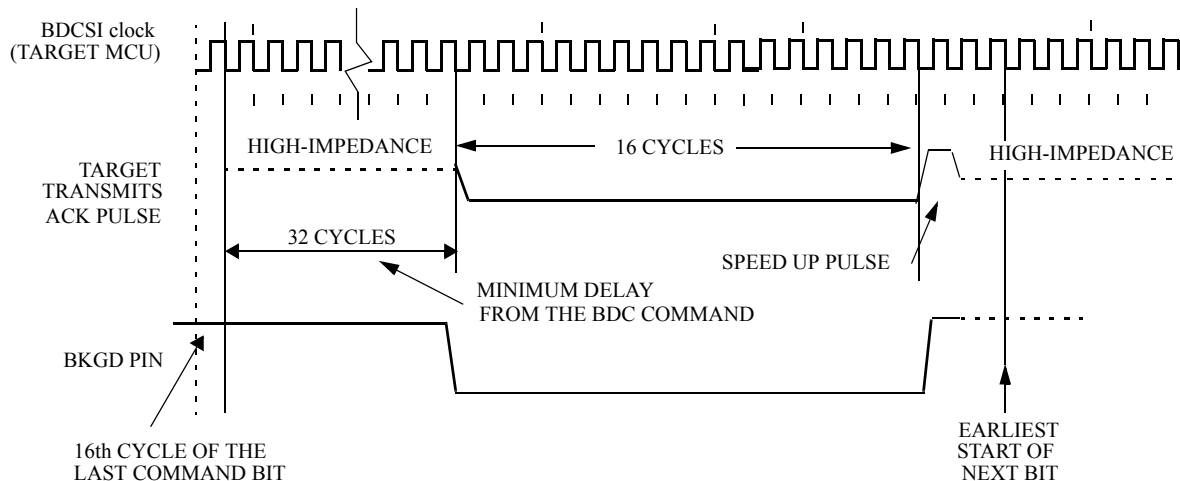 BDCSI clock
(TARGET MCU)
HIGH-IMPEDANCE
16 CYCLES
HIGH-IMPEDANCE
TARGET
TRANSMITS
ACK PULSE
32 CYCLES
SPEED UP PULSE
MINIMUM DELAY
FROM THE BDC COMMAND
BKGD PIN
16th CYCLE OF THE
LAST COMMAND BIT
EARLIEST
START OF
NEXT BIT